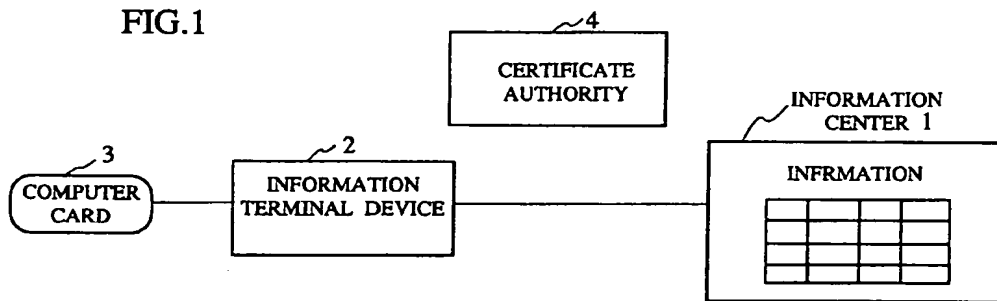 FIG.1
4
CERTIFICATE
AUTHORITY
INFORMATION
CENTER 1
3
COMPUTER
CARD
2
INFORMATION
TERMINAL DEVICE
INFRMATION